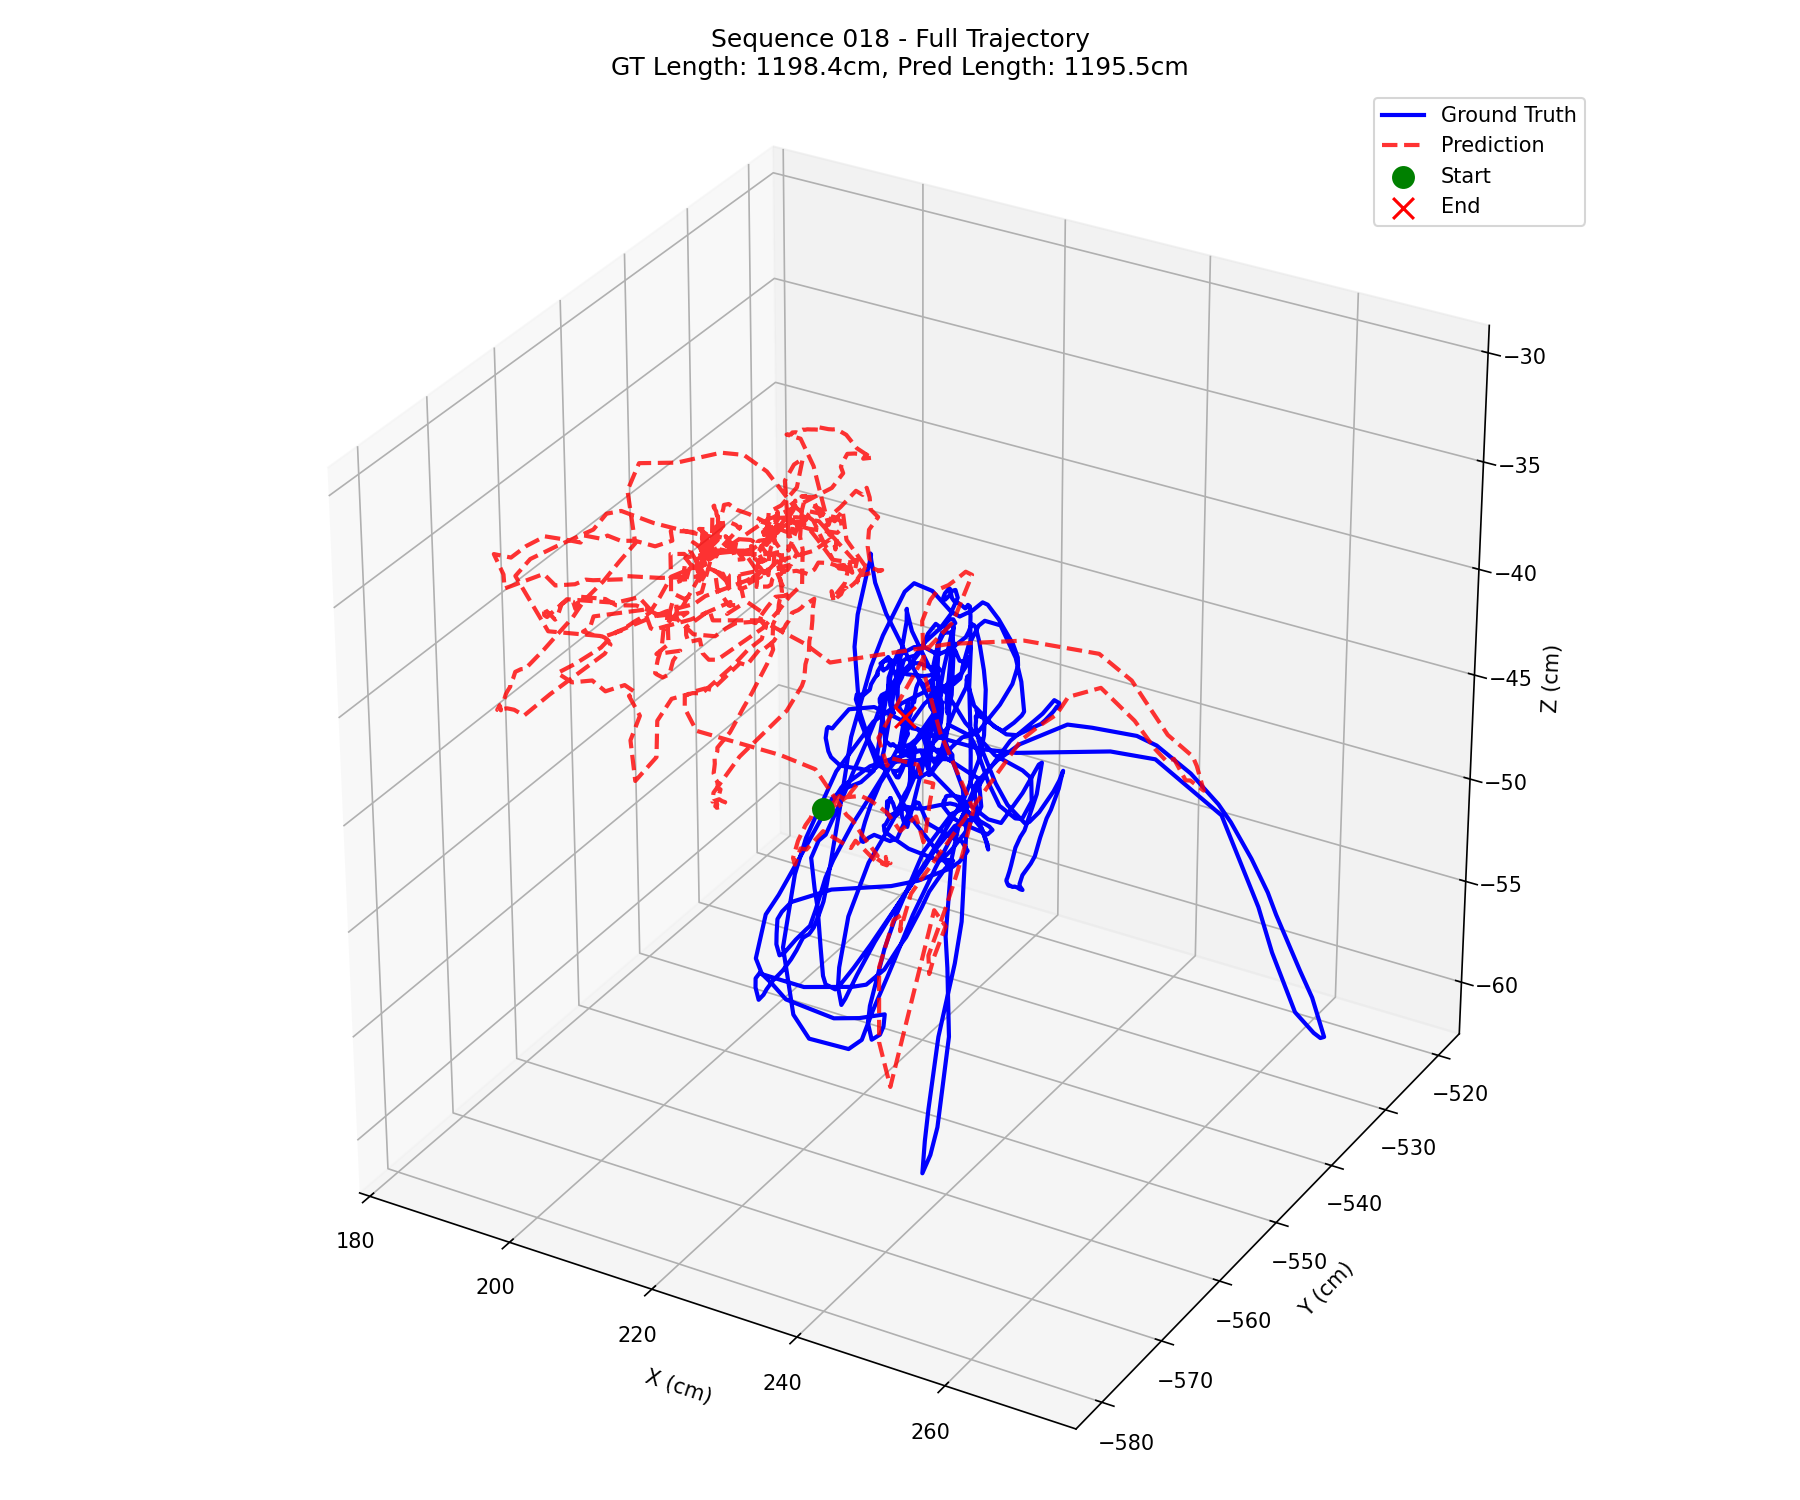 Sequence 018 - Full Trajectory
GT Length: 1198.4cm, Pred Length: 1195.5cm
Ground Truth
Prediction
Start
End
−30
−35
−40
−45
−50
−55
−60
Z (cm)
−520
−530
−540
−550
−560
−570
−580
Y (cm)
180
200
220
240
260
X (cm)